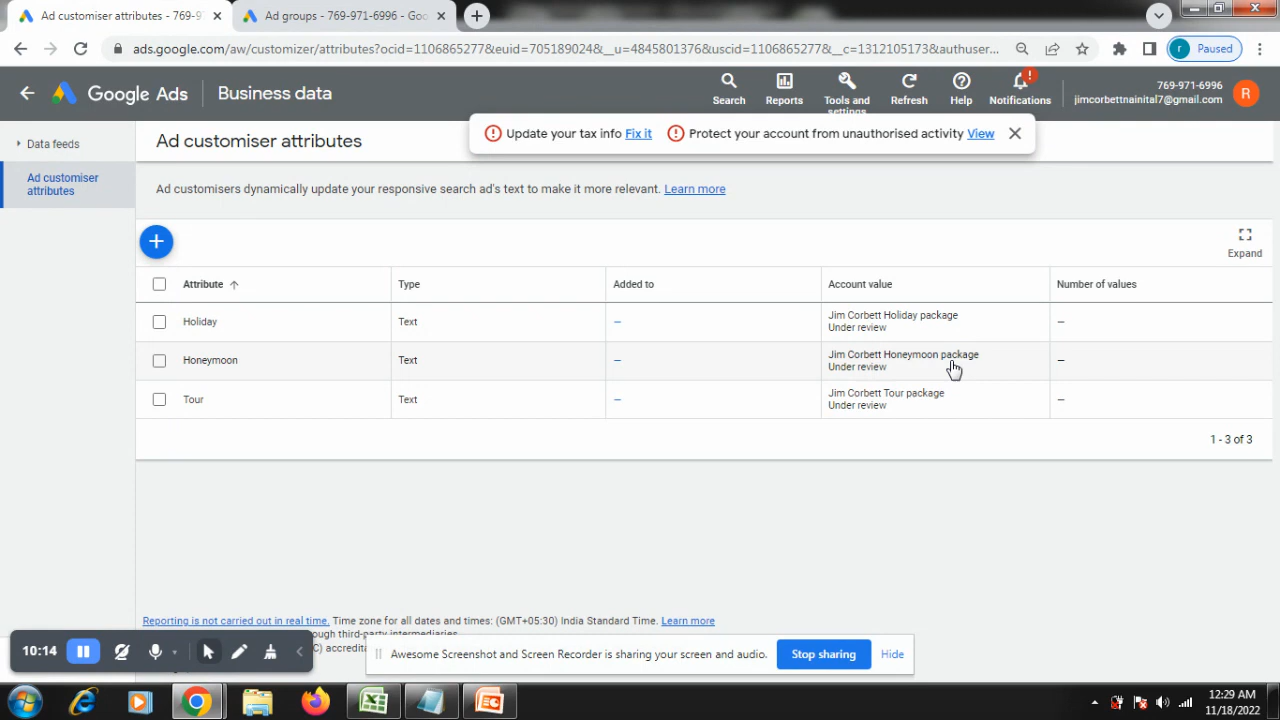 Ad customiser attributes - 769-9
Ad groups - 769-971-6996 - Goo
ads.google.com/aw/customizer/attributes?ocid=1106865277&euid=705189024&__u=4845801376&uscid=1106865277&__c=1312105173&authuser...
r Paused
Google Ads
Business data
Search
Reports
Tools and settings
Refresh
Help
Notifications
769-971-6996
jimcorbettnainital7@gmail.com
R
Data feeds
Ad customiser attributes
Ad customiser attributes
Update your tax info Fix it
Protect your account from unauthorised activity View
Ad customisers dynamically update your responsive search ad's text to make it more relevant. Learn more
Expand
Attribute Type Added to Account value Number of values
Holiday Text – Jim Corbett Holiday package –
Under review
Honeymoon Text – Jim Corbett Honeymoon package –
Under review
Tour Text – Jim Corbett Tour package –
Under review
1 - 3 of 3
Reporting is not carried out in real time. Time zone for all dates and times: (GMT+05:30) India Standard Time. Learn more
ough third-party intermediaries.
C) accredita
10:14
Awesome Screenshot and Screen Recorder is sharing your screen and audio.
Stop sharing
Hide
12:29 AM
11/18/2022